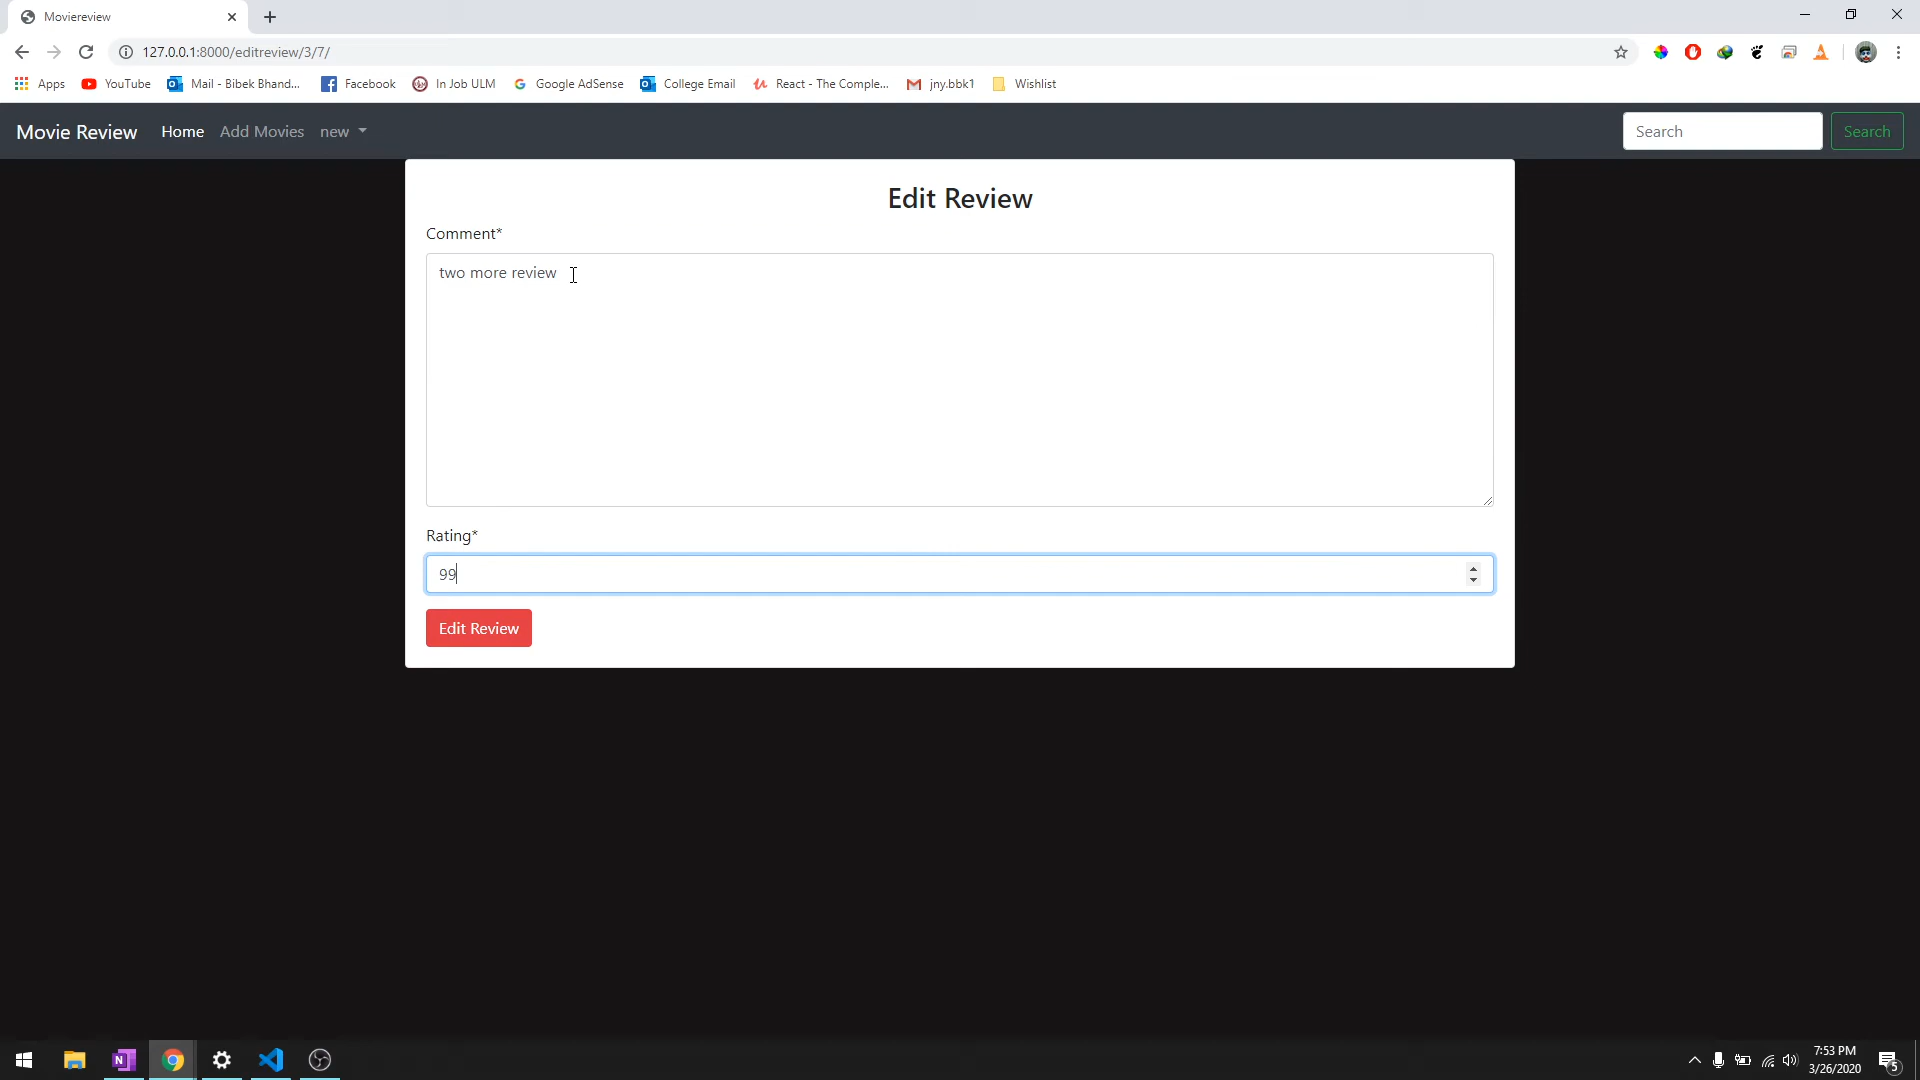 Moviereview
127.0.0.1:8000/editreview/3/7/
Apps YouTube Mail - Bibek Bhand... Facebook In Job ULM Google AdSense College Email React - The Comple... jny.bbk1 Wishlist
Movie Review Home Add Movies new Search Search
Edit Review
Comment*
two more review
Rating*
99
Edit Review
7:53 PM
3/26/2020
5